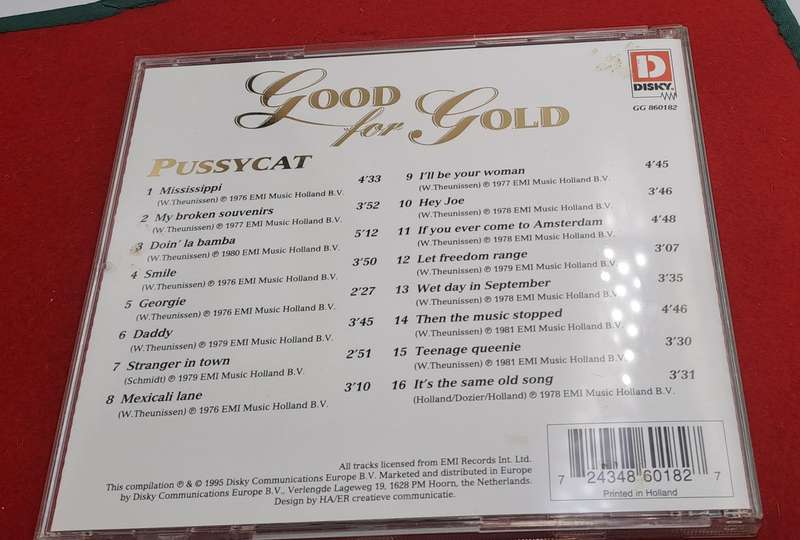 GOOD
for GOLD
DISKY.
GG 860182
PUSSYCAT
1 Mississippi 4'33
(W.Theunissen) ℗ 1976 EMI Music Holland B.V.
2 My broken souvenirs 3'52
(W.Theunissen) ℗ 1977 EMI Music Holland B.V.
3 Doin' la bamba 5'12
(W.Theunissen) ℗ 1980 EMI Music Holland B.V.
4 Smile 3'50
(W.Theunissen) ℗ 1976 EMI Music Holland B.V.
5 Georgie 2'27
(W.Theunissen) ℗ 1976 EMI Music Holland B.V.
6 Daddy 3'45
(W.Theunissen) ℗ 1979 EMI Music Holland B.V.
7 Stranger in town 2'51
(Schmidt) ℗ 1979 EMI Music Holland B.V.
8 Mexicali lane 3'10
(W.Theunissen) ℗ 1976 EMI Music Holland B.V.
9 I'll be your woman 4'45
(W.Theunissen) ℗ 1977 EMI Music Holland B.V.
10 Hey Joe 3'46
(W.Theunissen) ℗ 1978 EMI Music Holland B.V.
11 If you ever come to Amsterdam 4'48
(W.Theunissen) ℗ 1978 EMI Music Holland B.V.
12 Let freedom range 3'07
(W.Theunissen) ℗ 1979 EMI Music Holland B.V.
13 Wet day in September 3'35
(W.Theunissen) ℗ 1978 EMI Music Holland B.V.
14 Then the music stopped 4'46
(W.Theunissen) ℗ 1981 EMI Music Holland B.V.
15 Teenage queenie 3'30
(W.Theunissen) ℗ 1981 EMI Music Holland B.V.
16 It's the same old song 3'31
(Holland/Dozier/Holland) ℗ 1978 EMI Music Holland B.V.
All tracks licensed from EMI Records Int. Ltd.
This compilation ℗ & © 1995 Disky Communications Europe B.V. Marketed and distributed in Europe
by Disky Communications Europe B.V., Verlengde Lageweg 19, 1628 PM Hoorn, the Netherlands.
Design by HA/ER creatieve communicatie.
7 24348 60182 7
Printed in Holland